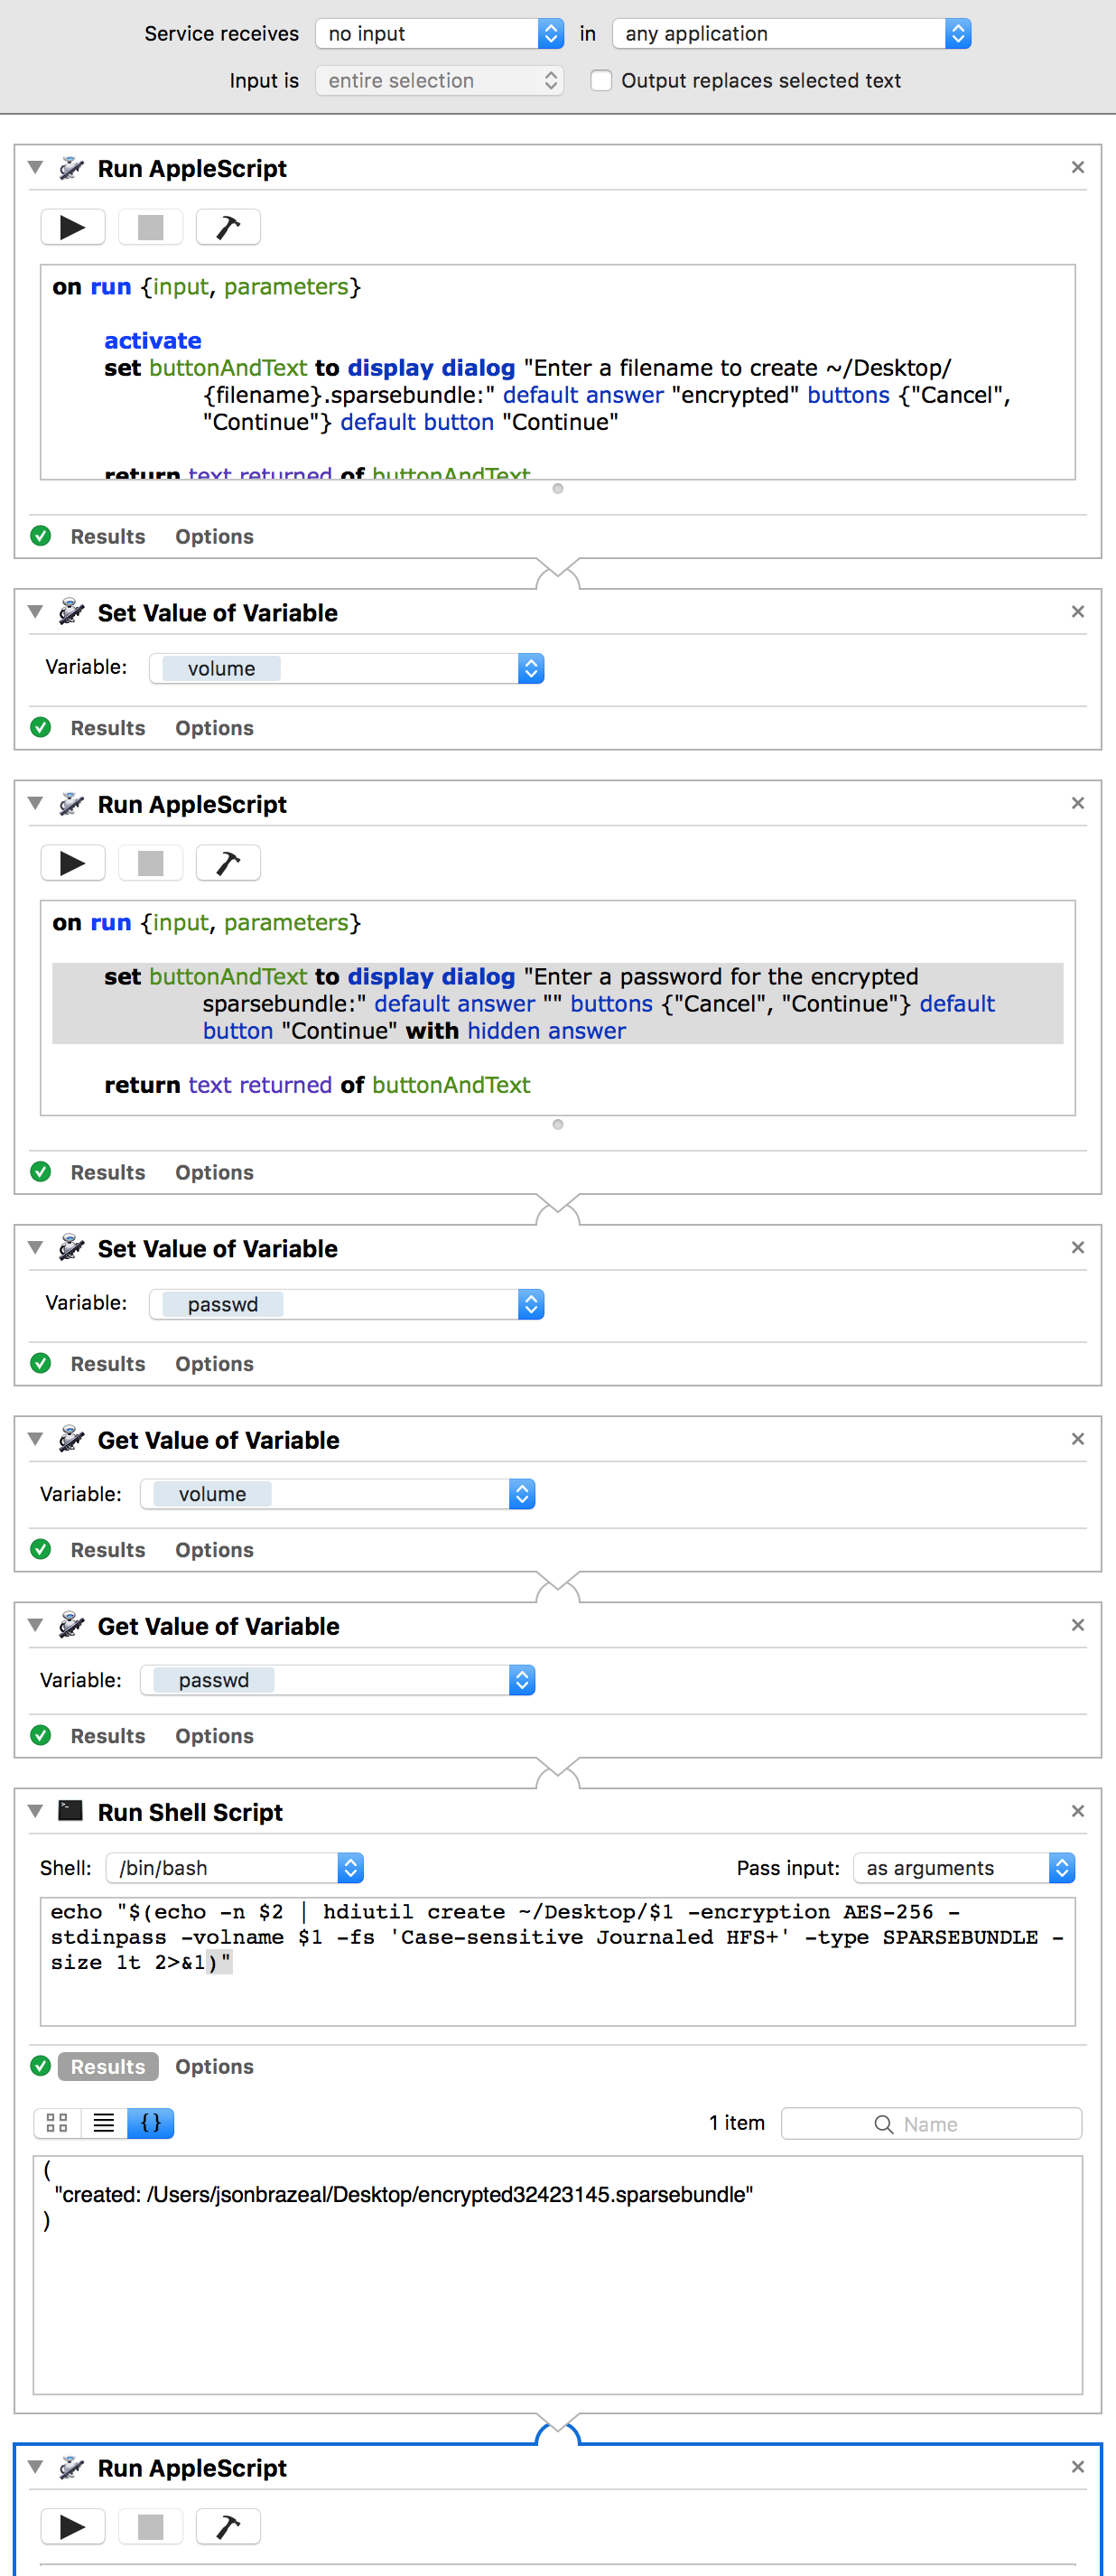 Service receives no input in any application
Input is entire selection Output replaces selected text
Run AppleScript
on run {input, parameters}
activate
set buttonAndText to display dialog "Enter a filename to create ~/Desktop/
{filename}.sparsebundle:" default answer "encrypted" buttons {"Cancel",
"Continue"} default button "Continue"
return text returned of buttonAndText
Results Options
Set Value of Variable
Variable: volume
Results Options
Run AppleScript
on run {input, parameters}
set buttonAndText to display dialog "Enter a password for the encrypted
sparsebundle:" default answer "" buttons {"Cancel", "Continue"} default
button "Continue" with hidden answer
return text returned of buttonAndText
Results Options
Set Value of Variable
Variable: passwd
Results Options
Get Value of Variable
Variable: volume
Results Options
Get Value of Variable
Variable: passwd
Results Options
Run Shell Script
Shell: /bin/bash Pass input: as arguments
echo "$(echo -n $2 | hdiutil create ~/Desktop/$1 -encryption AES-256 -
stdinpass -volname $1 -fs 'Case-sensitive Journaled HFS+' -type SPARSEBUNDLE -
size 1t 2>&1)"
Results Options
{} 1 item Name
(
"created: /Users/jsonbrazeal/Desktop/encrypted32423145.sparsebundle"
)
Run AppleScript